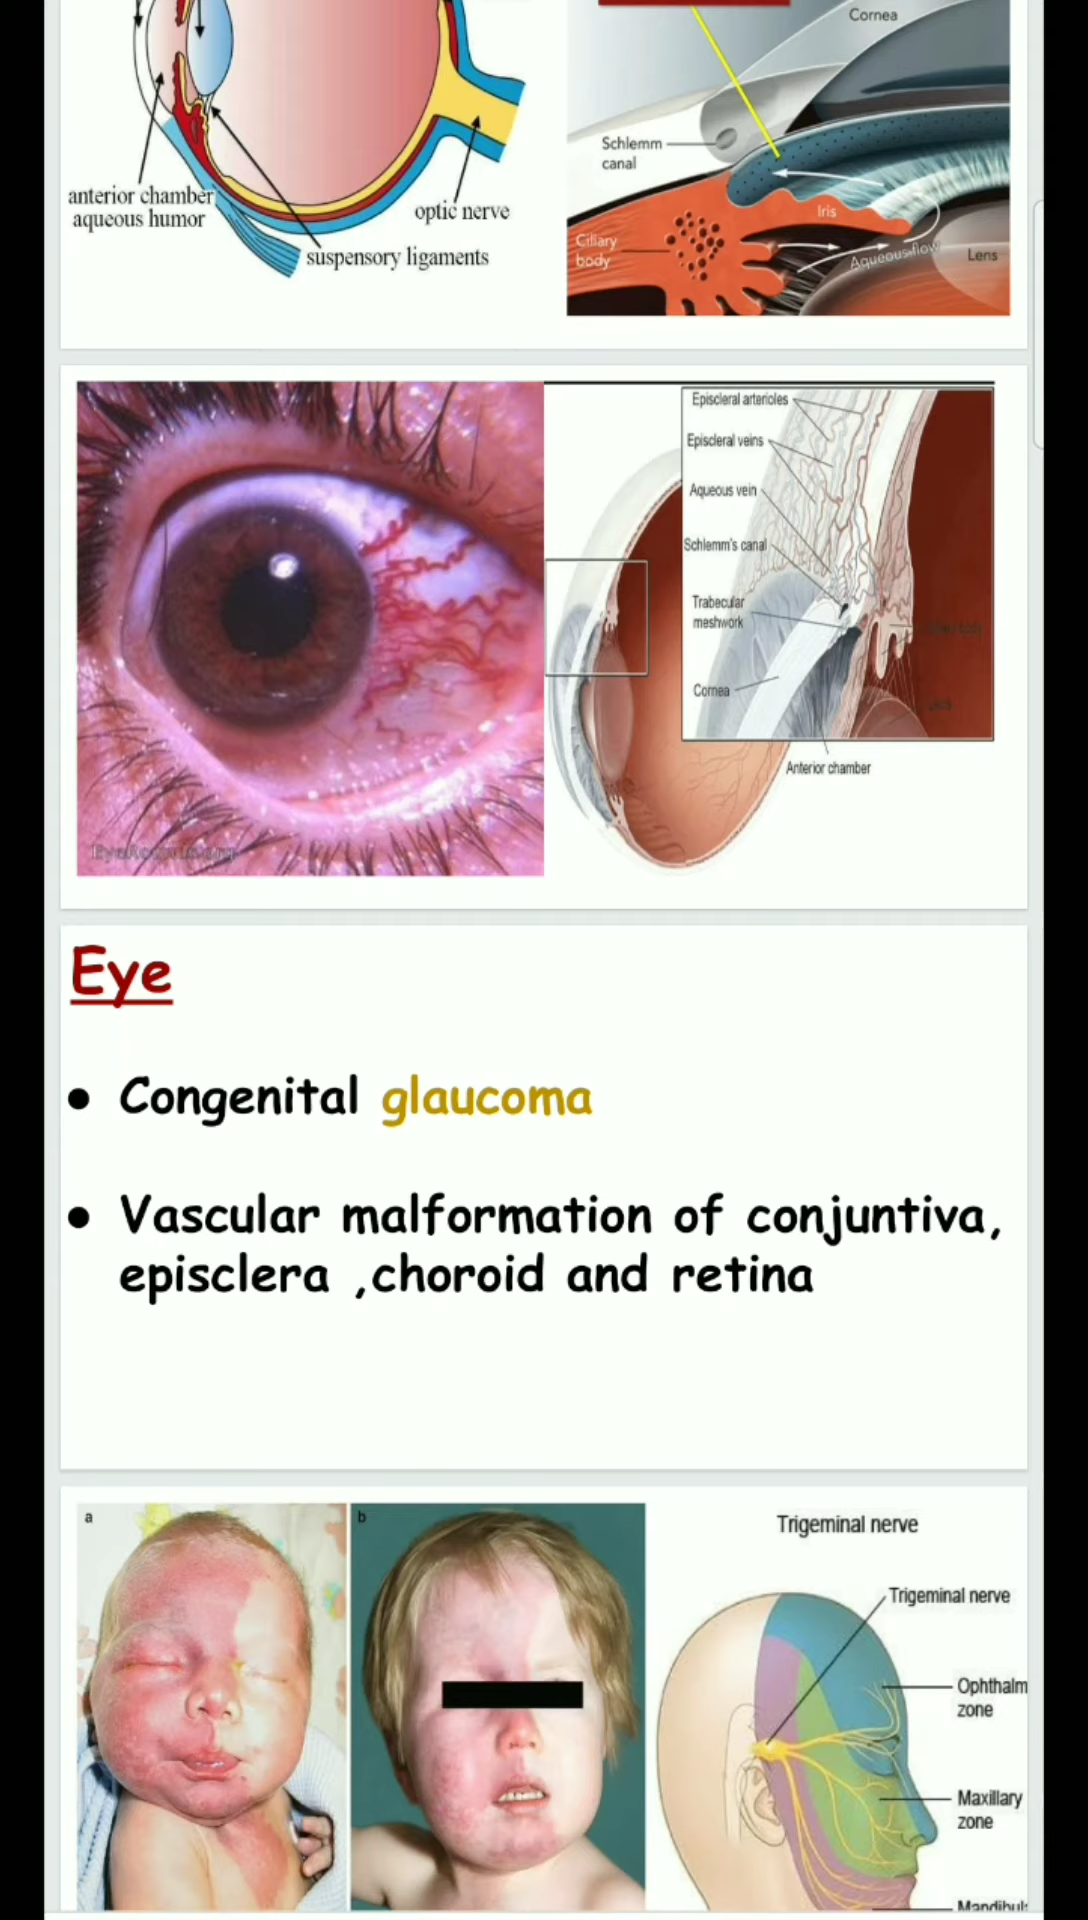 Cornea
Schlemm
canal
anterior chamber
aqueous humor
optic nerve
suspensory ligaments
Iris
Ciliary
body
Aqueous flow
Lens
Episcleral arterioles
Episcleral veins
Aqueous vein
Schlemm's canal
Trabecular
meshwork
Cornea
Anterior chamber
Eye
● Congenital glaucoma
● Vascular malformation of conjuntiva,
episclera ,choroid and retina
a
b
Trigeminal nerve
Trigeminal nerve
Ophthalm
zone
Maxillary
zone